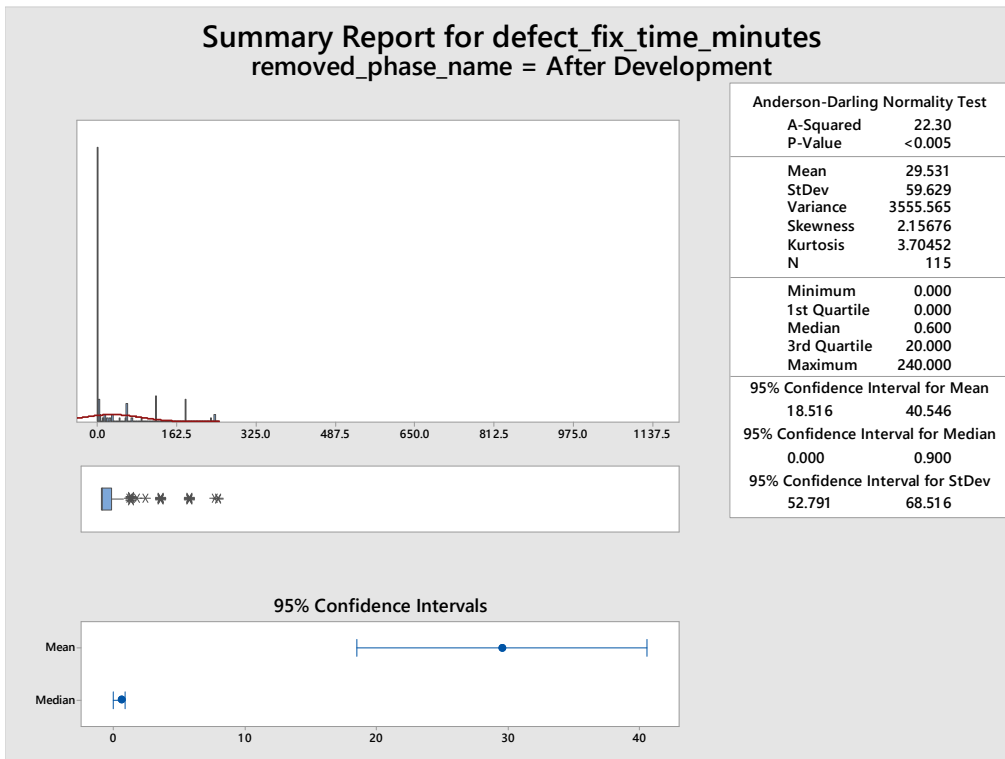 Summary Report for defect_fix_time_minutes
removed_phase_name = After Development
Anderson-Darling Normality Test
A-Squared 22.30
P-Value <0.005
Mean 29.531
StDev 59.629
Variance 3555.565
Skewness 2.15676
Kurtosis 3.70452
N 115
Minimum 0.000
1st Quartile 0.000
Median 0.600
3rd Quartile 20.000
Maximum 240.000
95% Confidence Interval for Mean
18.516 40.546
95% Confidence Interval for Median
0.000 0.900
95% Confidence Interval for StDev
52.791 68.516
0.0 162.5 325.0 487.5 650.0 812.5 975.0 1137.5
95% Confidence Intervals
Mean
Median
0 10 20 30 40